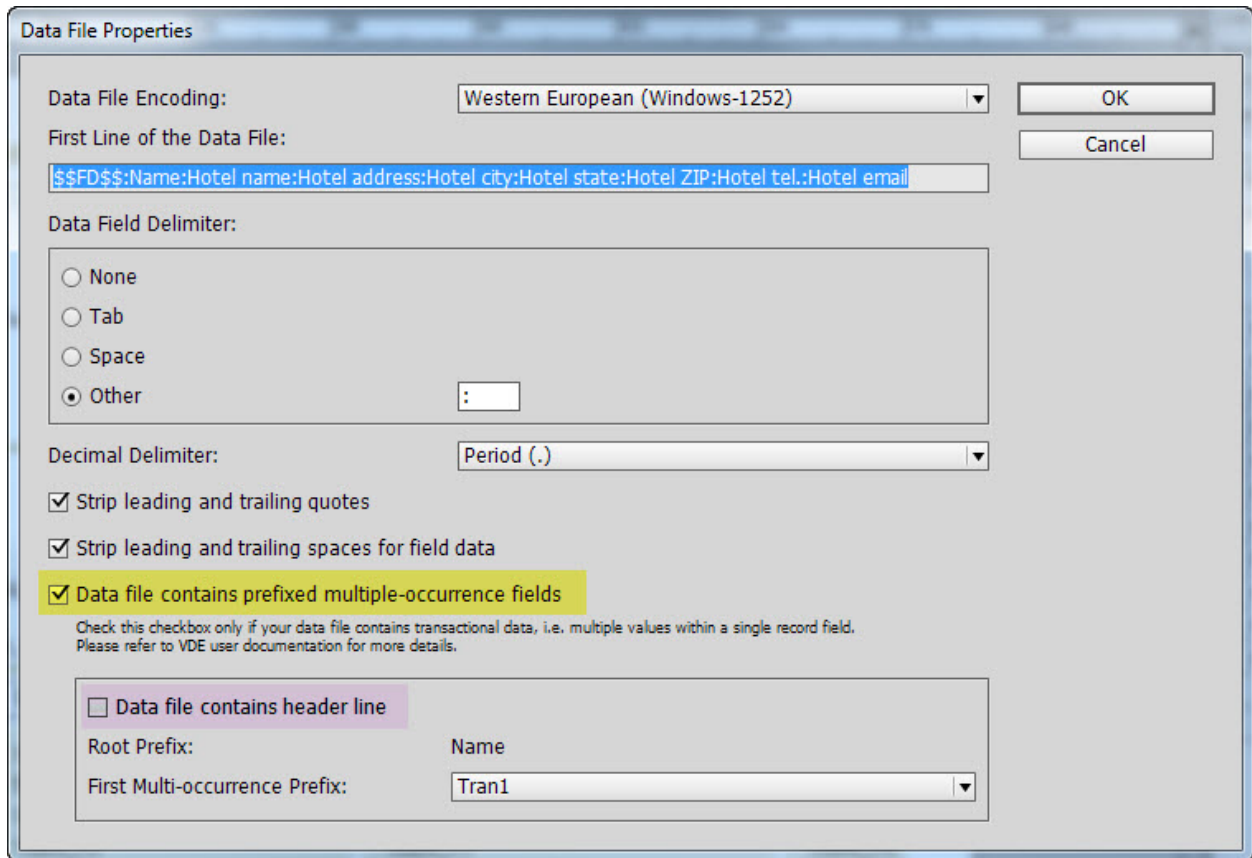 Data File Properties
Data File Encoding:
Western European (Windows-1252)
OK
First Line of the Data File:
Cancel
$$FD$$:Name:Hotel name:Hotel address:Hotel city:Hotel state:Hotel ZIP:Hotel tel.:Hotel email
Data Field Delimiter:
None
Tab
Space
Other
:
Decimal Delimiter:
Period (.)
Strip leading and trailing quotes
Strip leading and trailing spaces for field data
Data file contains prefixed multiple-occurrence fields
Check this checkbox only if your data file contains transactional data, i.e. multiple values within a single record field.
Please refer to VDE user documentation for more details.
Data file contains header line
Root Prefix:
Name
First Multi-occurrence Prefix:
Tran1